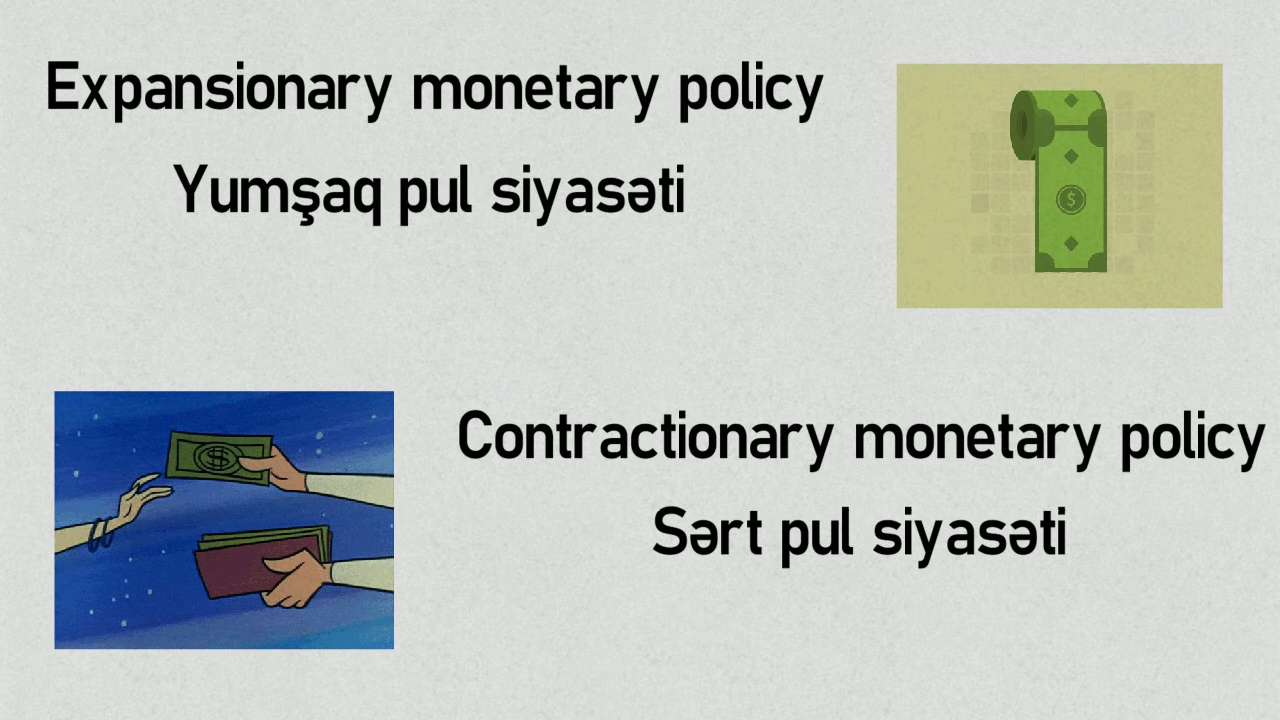 Expansionary monetary policy
Yumşaq pul siyasəti
$
$
Contractionary monetary policy
Sərt pul siyasəti